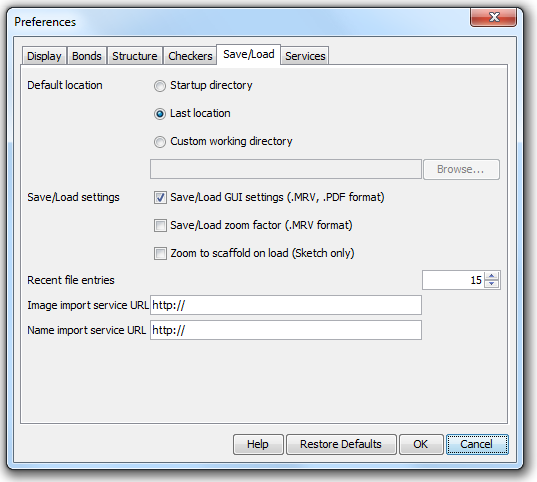 Preferences
Display Bonds Structure Checkers Save/Load Services
Default location Startup directory
Last location
Custom working directory
Browse...
Save/Load settings Save/Load GUI settings (.MRV, .PDF format)
Save/Load zoom factor (.MRV format)
Zoom to scaffold on load (Sketch only)
Recent file entries 15
Image import service URL http://
Name import service URL http://
Help Restore Defaults OK Cancel